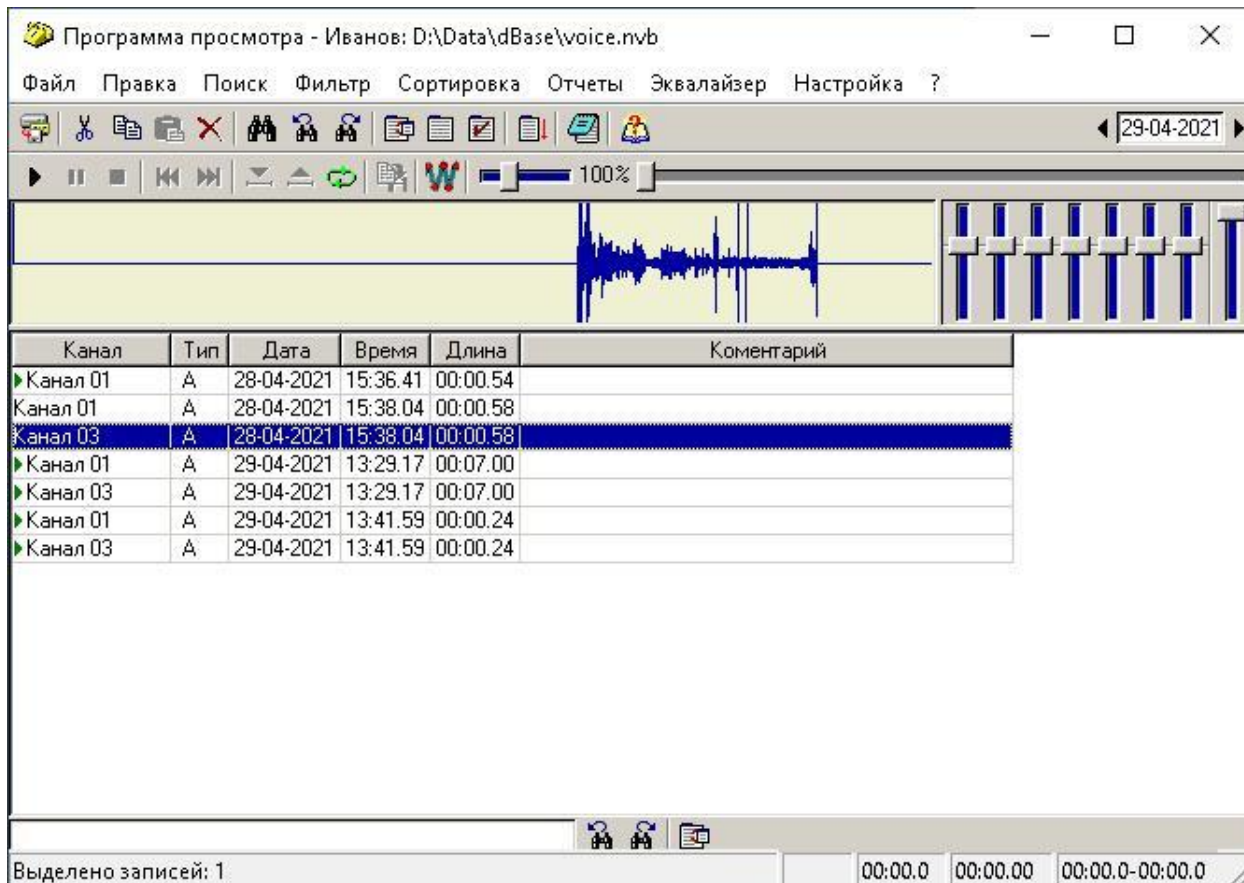 Программа просмотра - Иванов: D:\Data\dBase\voice.nvb
Файл Правка Поиск Фильтр Сортировка Отчеты Эквалайзер Настройка ?
29-04-2021
100%
Канал Тип Дата Время Длина Коментарий
Канал 01 А 28-04-2021 15:36.41 00:00.54
Канал 01 А 28-04-2021 15:38.04 00:00.58
Канал 03 А 28-04-2021 15:38.04 00:00.58
Канал 01 А 29-04-2021 13:29.17 00:07.00
Канал 03 А 29-04-2021 13:29.17 00:07.00
Канал 01 А 29-04-2021 13:41.59 00:00.24
Канал 03 А 29-04-2021 13:41.59 00:00.24
Выделено записей: 1 00:00.0 00:00.00 00:00.0-00:00.0